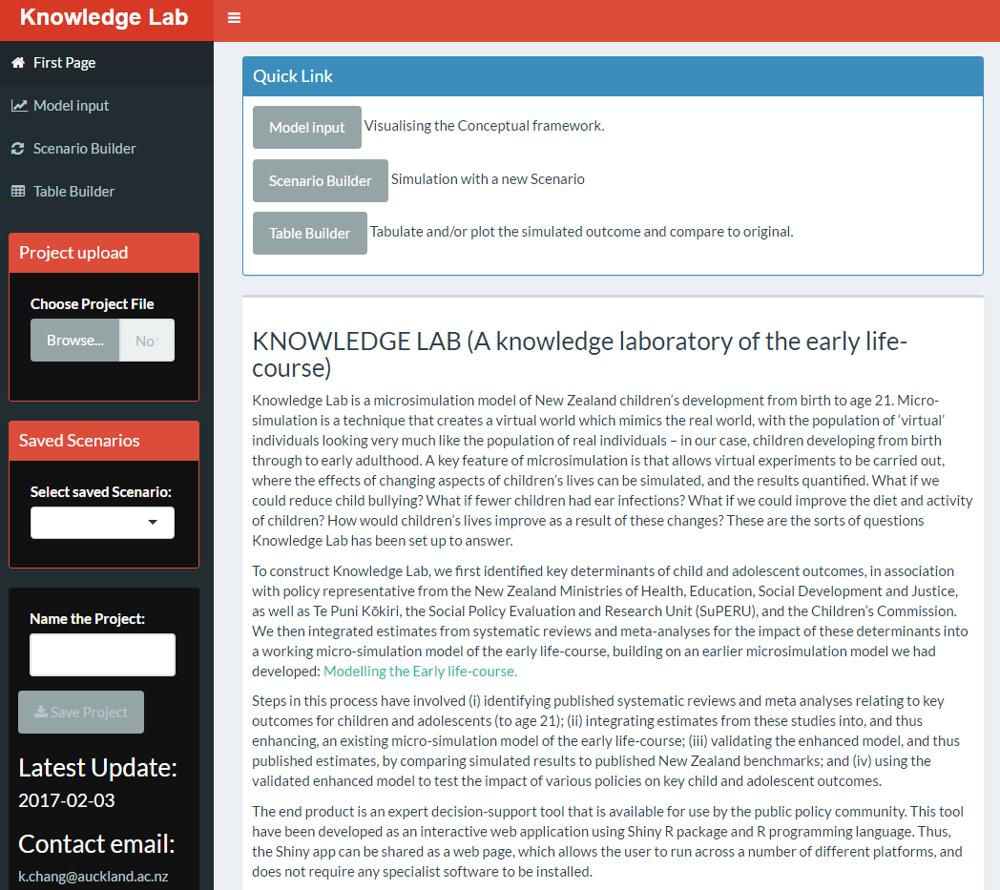 Knowledge Lab
First Page
Model input
Scenario Builder
Table Builder
Project upload
Choose Project File
Browse...
No
Saved Scenarios
Select saved Scenario:
Name the Project:
Save Project
Latest Update:
2017-02-03
Contact email:
k.chang@auckland.ac.nz
Quick Link
Model input Visualising the Conceptual framework.
Scenario Builder Simulation with a new Scenario
Table Builder Tabulate and/or plot the simulated outcome and compare to original.
KNOWLEDGE LAB (A knowledge laboratory of the early life-
course)
Knowledge Lab is a microsimulation model of New Zealand children’s development from birth to age 21. Micro-
simulation is a technique that creates a virtual world which mimics the real world, with the population of ‘virtual’
individuals looking very much like the population of real individuals – in our case, children developing from birth
through to early adulthood. A key feature of microsimulation is that allows virtual experiments to be carried out,
where the effects of changing aspects of children’s lives can be simulated, and the results quantified. What if we
could reduce child bullying? What if fewer children had ear infections? What if we could improve the diet and activity
of children? How would children’s lives improve as a result of these changes? These are the sorts of questions
Knowledge Lab has been set up to answer.
To construct Knowledge Lab, we first identified key determinants of child and adolescent outcomes, in association
with policy representative from the New Zealand Ministries of Health, Education, Social Development and Justice,
as well as Te Puni Kōkiri, the Social Policy Evaluation and Research Unit (SuPERU), and the Children’s Commission.
We then integrated estimates from systematic reviews and meta-analyses for the impact of these determinants into
a working micro-simulation model of the early life-course, building on an earlier microsimulation model we had
developed: Modelling the Early life-course.
Steps in this process have involved (i) identifying published systematic reviews and meta analyses relating to key
outcomes for children and adolescents (to age 21); (ii) integrating estimates from these studies into, and thus
enhancing, an existing micro-simulation model of the early life-course; (iii) validating the enhanced model, and thus
published estimates, by comparing simulated results to published New Zealand benchmarks; and (iv) using the
validated enhanced model to test the impact of various policies on key child and adolescent outcomes.
The end product is an expert decision-support tool that is available for use by the public policy community. This tool
have been developed as an interactive web application using Shiny R package and R programming language. Thus,
the Shiny app can be shared as a web page, which allows the user to run across a number of different platforms, and
does not require any specialist software to be installed.